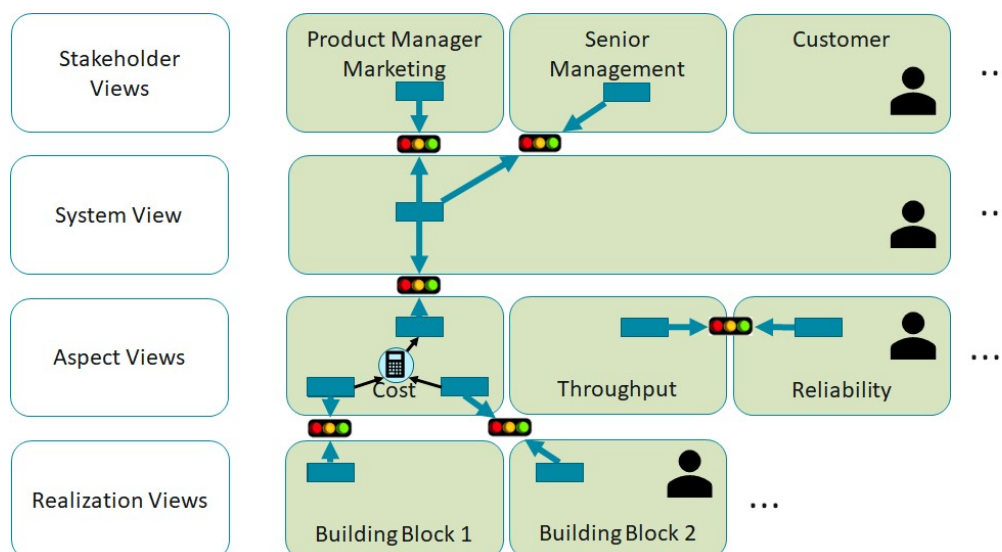 Stakeholder
Views
Product Manager
Marketing
Senior
Management
Customer
..
System View
..
Aspect Views
Cost
Throughput
Reliability
...
Realization Views
Building Block 1
Building Block 2
...